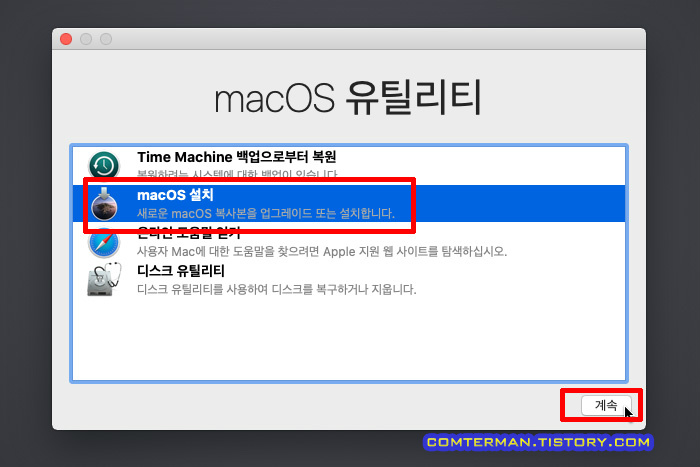 macOS 유틸리티
Time Machine 백업으로부터 복원
복원하려는 시스템에 대한 백업이 있습니다.
macOS 설치
새로운 macOS 복사본을 업그레이드 또는 설치합니다.
온라인 도움말 얻기
사용자 Mac에 대한 도움말을 찾으려면 Apple 지원 웹 사이트를 탐색하십시오.
디스크 유틸리티
디스크 유틸리티를 사용하여 디스크를 복구하거나 지웁니다.
계속
COMTERMAN.TISTORY.COM